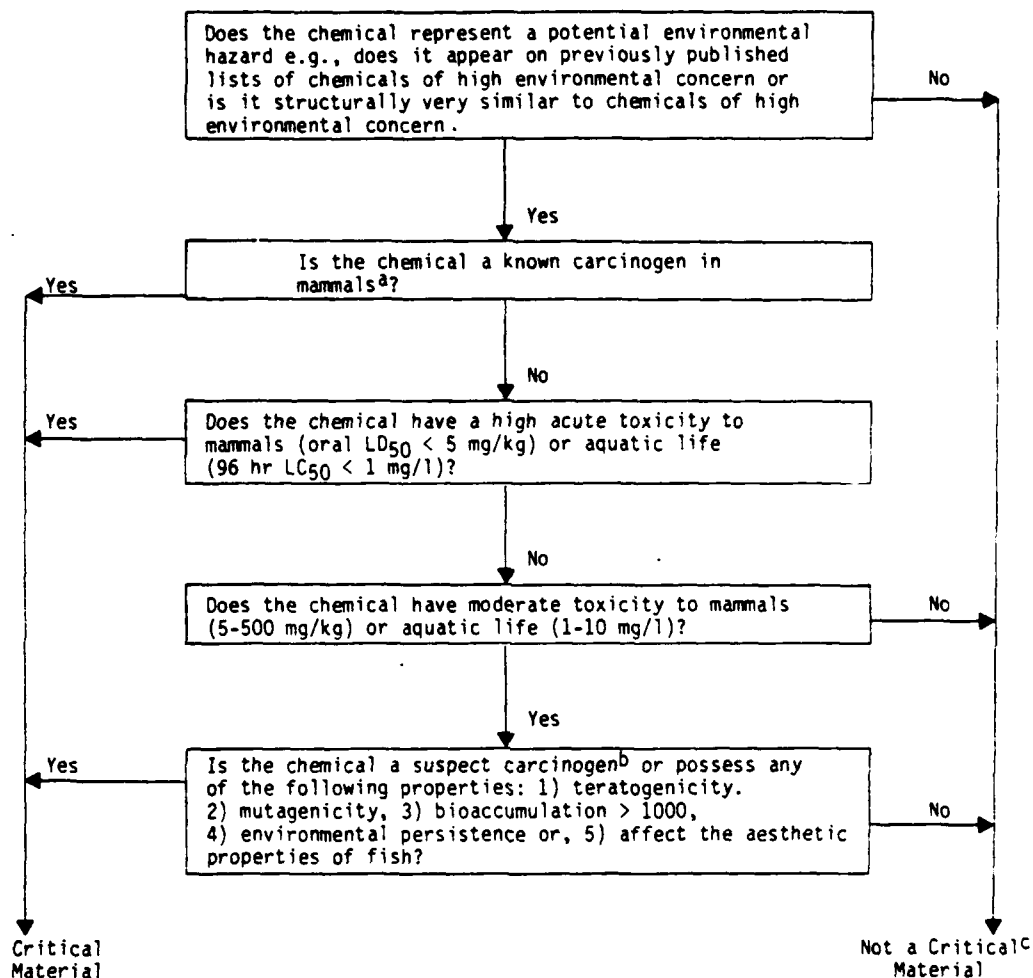 Does the chemical represent a potential environmental
hazard e.g., does it appear on previously published
lists of chemicals of high environmental concern or
is it structurally very similar to chemicals of high
environmental concern.
No
Yes
Is the chemical a known carcinogen in
mammalsᵃ?
Yes
No
Does the chemical have a high acute toxicity to
mammals (oral LD₅₀ < 5 mg/kg) or aquatic life
(96 hr LC₅₀ < 1 mg/l)?
Yes
No
Does the chemical have moderate toxicity to mammals
(5-500 mg/kg) or aquatic life (1-10 mg/l)?
No
Yes
Is the chemical a suspect carcinogenᵇ or possess any
of the following properties: 1) teratogenicity.
2) mutagenicity, 3) bioaccumulation > 1000,
4) environmental persistence or, 5) affect the aesthetic
properties of fish?
Yes
No
Critical
Material
Not a Criticalᶜ
Material